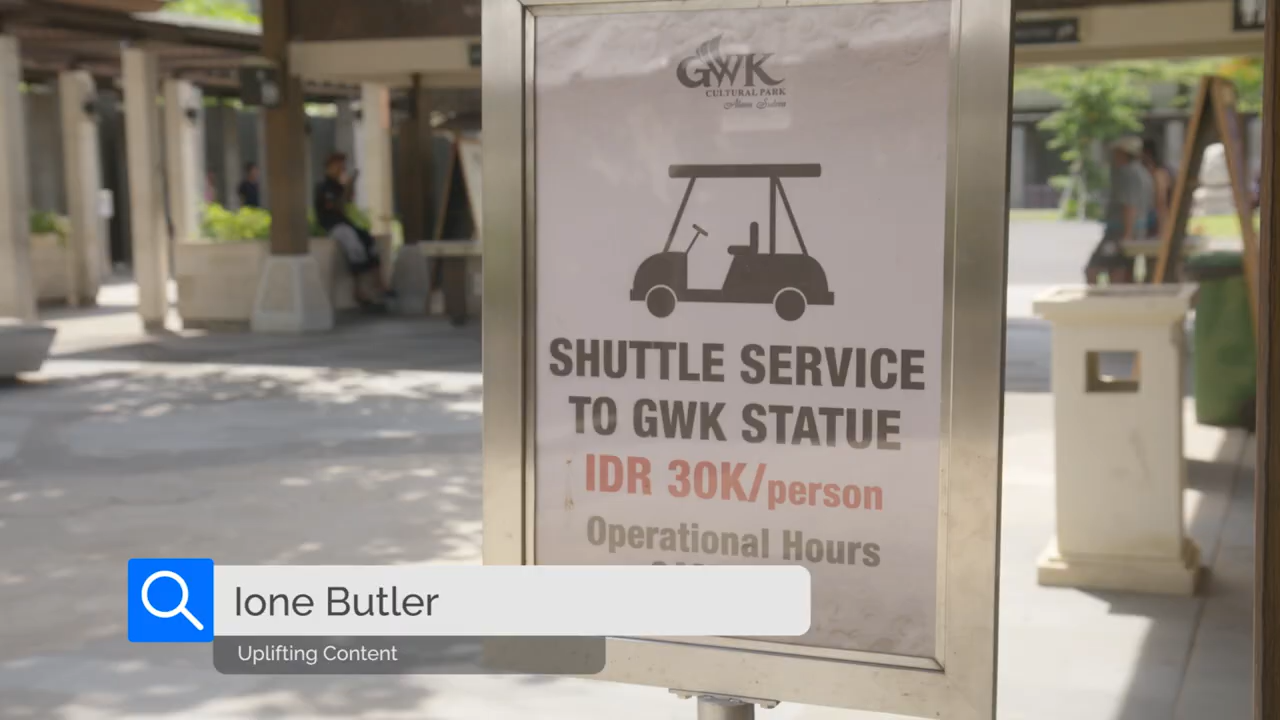 GWK
CULTURAL PARK
SHUTTLE SERVICE
TO GWK STATUE
IDR 30K/person
Operational Hours
Ione Butler
Uplifting Content